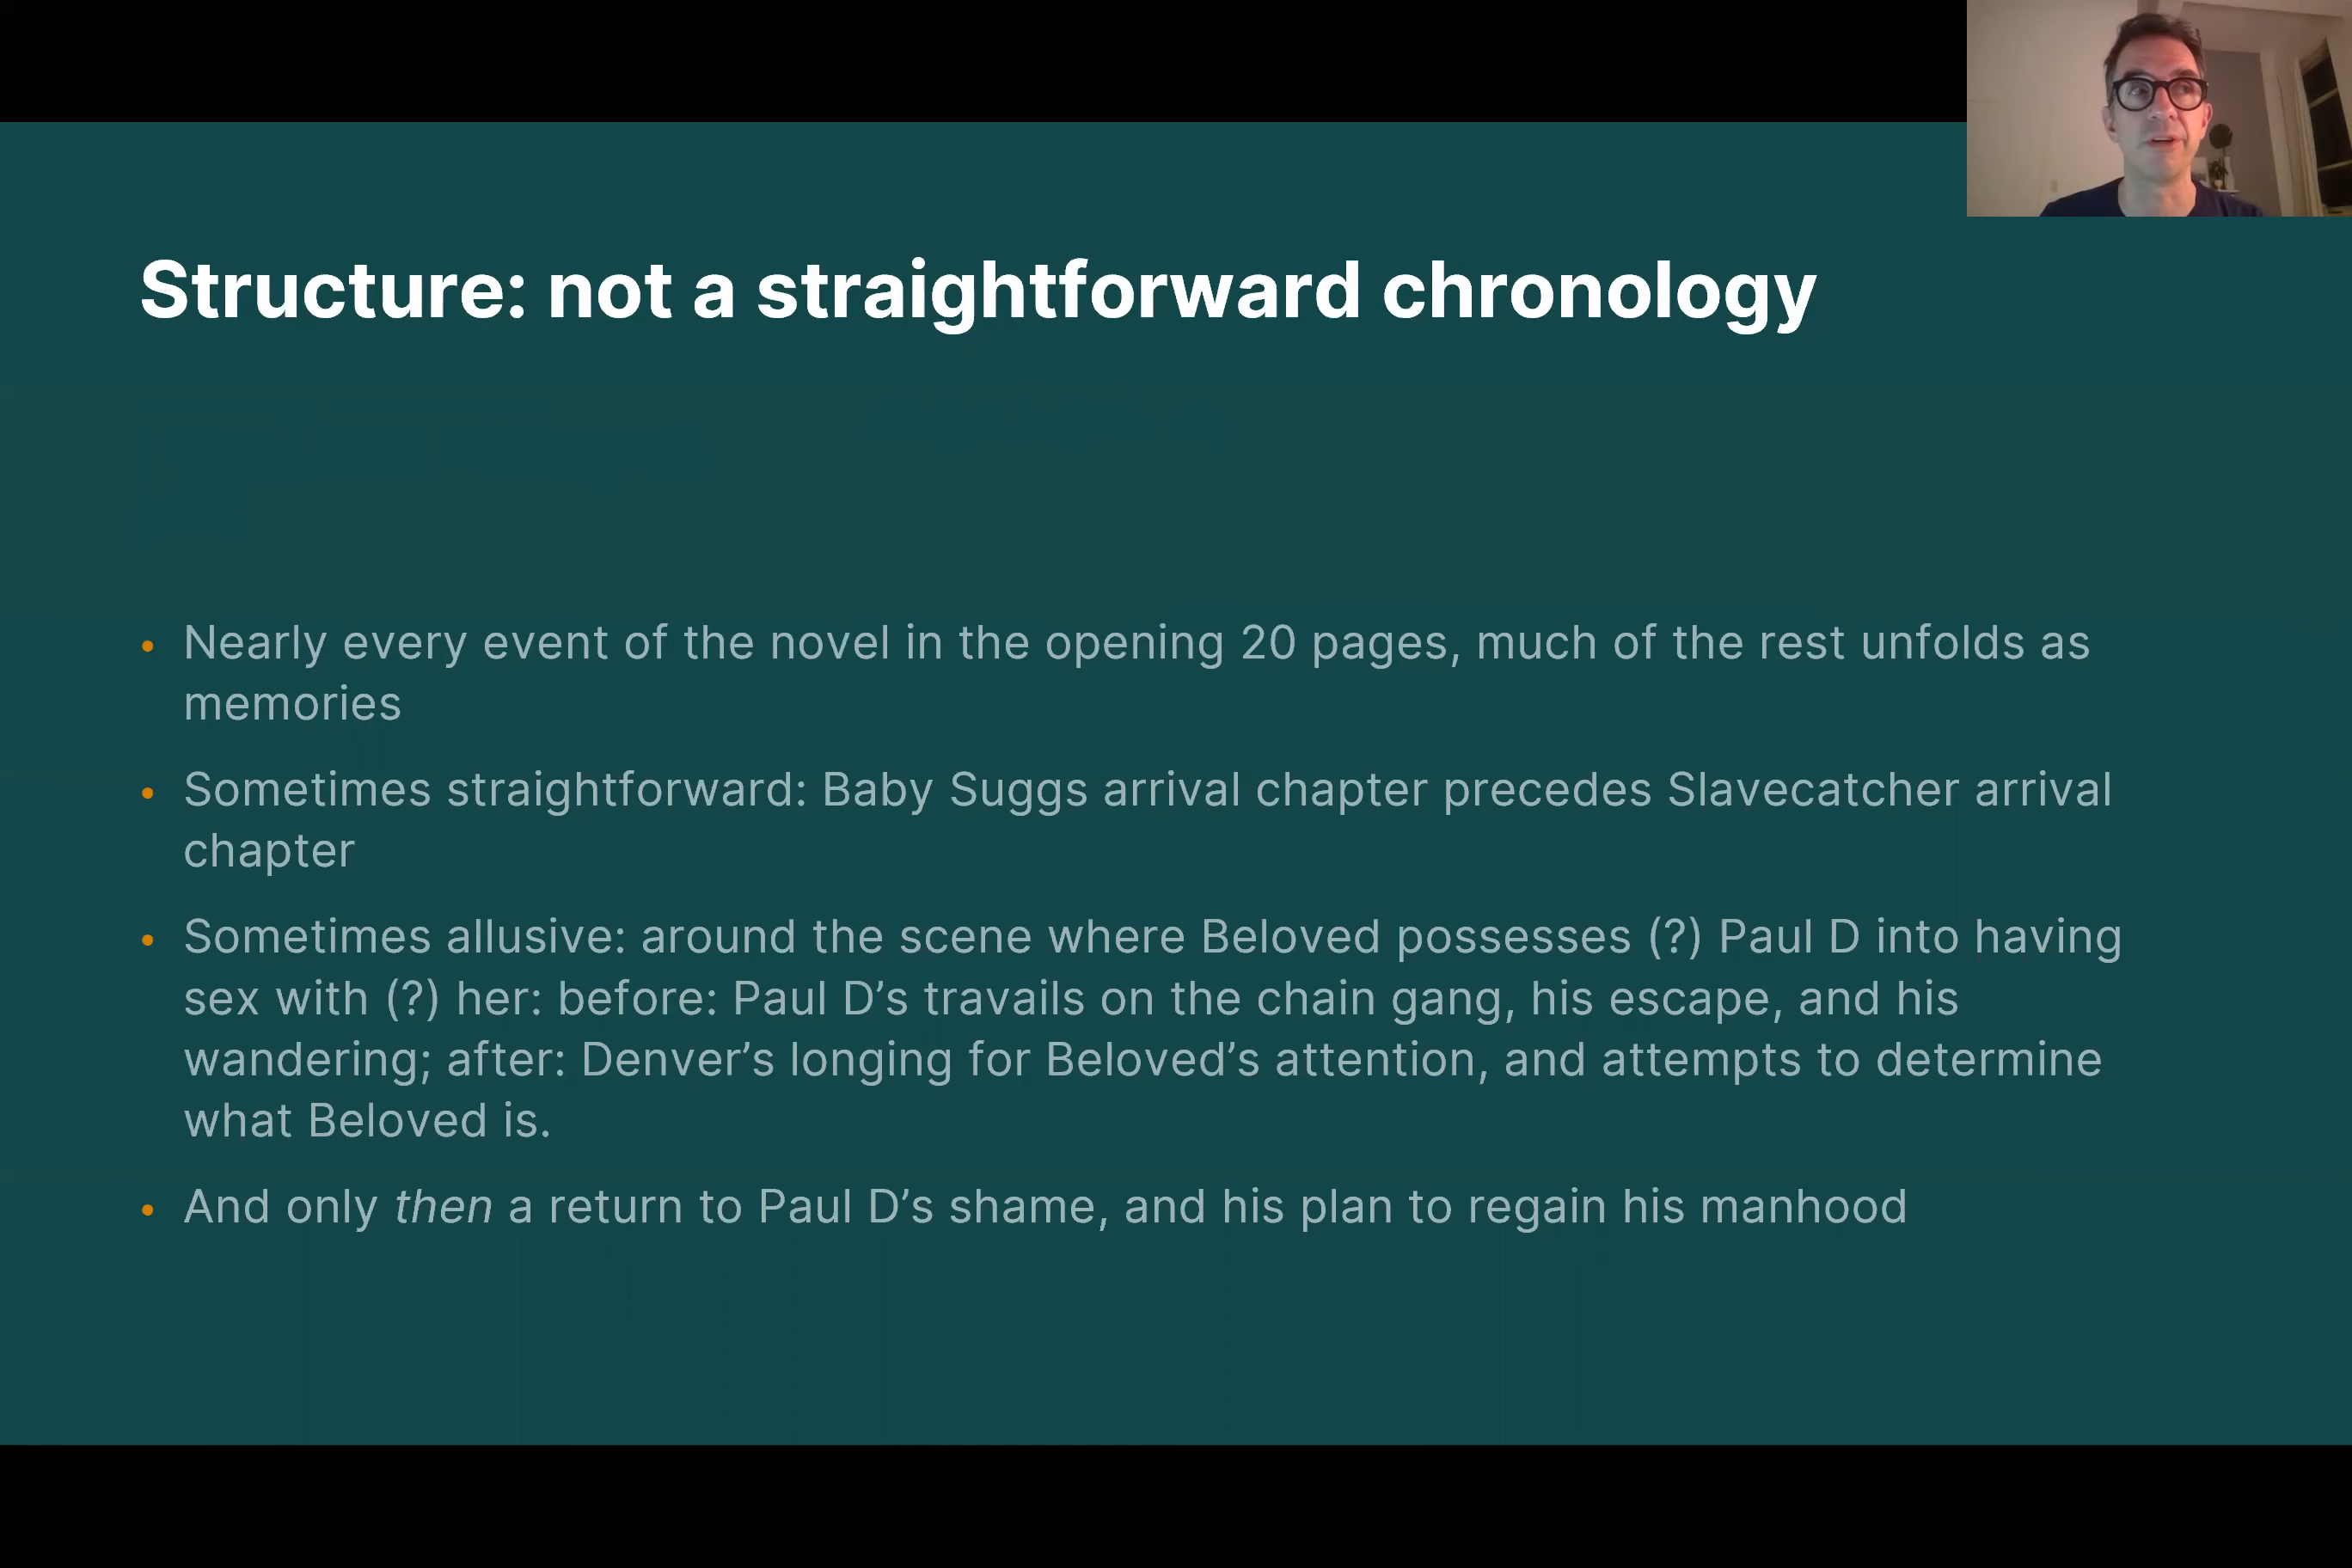 Structure: not a straightforward chronology
• Nearly every event of the novel in the opening 20 pages, much of the rest unfolds as
memories
• Sometimes straightforward: Baby Suggs arrival chapter precedes Slavecatcher arrival
chapter
• Sometimes allusive: around the scene where Beloved possesses (?) Paul D into having
sex with (?) her: before: Paul D’s travails on the chain gang, his escape, and his
wandering; after: Denver’s longing for Beloved’s attention, and attempts to determine
what Beloved is.
• And only then a return to Paul D’s shame, and his plan to regain his manhood